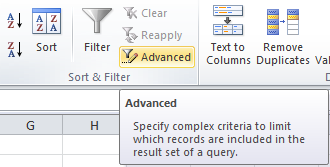 A
Z
Z
A
A Z
Z A
Sort
Filter
Clear
Reapply
Advanced
Sort & Filter
Text to
Columns
Remove
Duplicates
Advanced
Specify complex criteria to limit
which records are included in the
result set of a query.
G
H